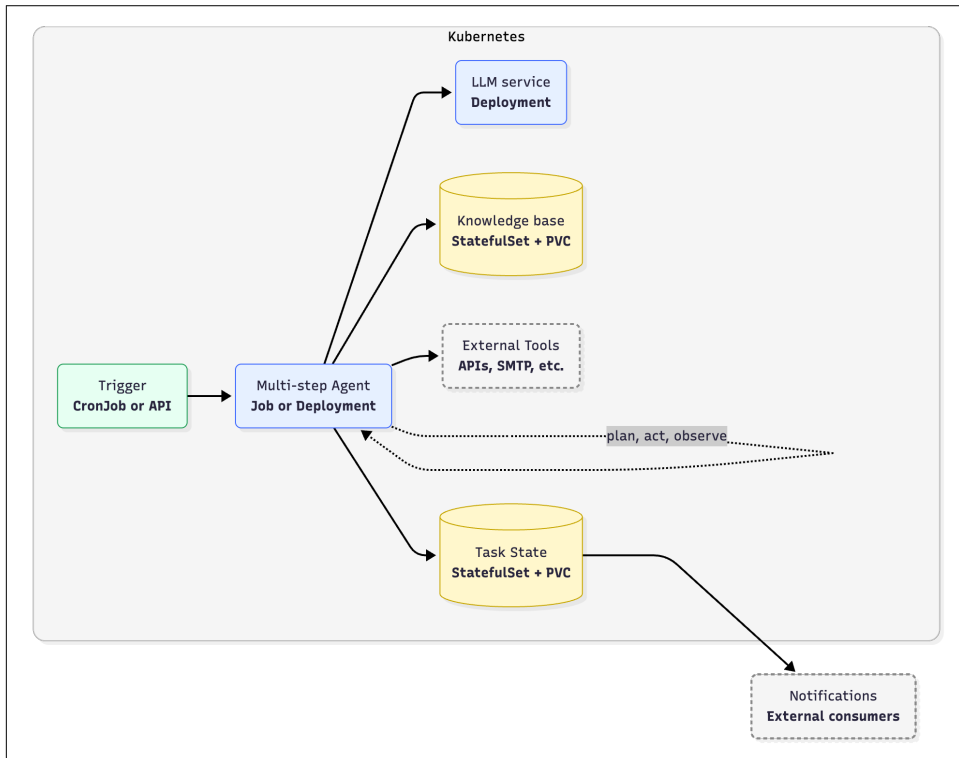 Kubernetes
LLM service
Deployment
Knowledge base
StatefulSet + PVC
External Tools
APIs, SMTP, etc.
Trigger
CronJob or API
Multi-step Agent
Job or Deployment
plan, act, observe
Task State
StatefulSet + PVC
Notifications
External consumers